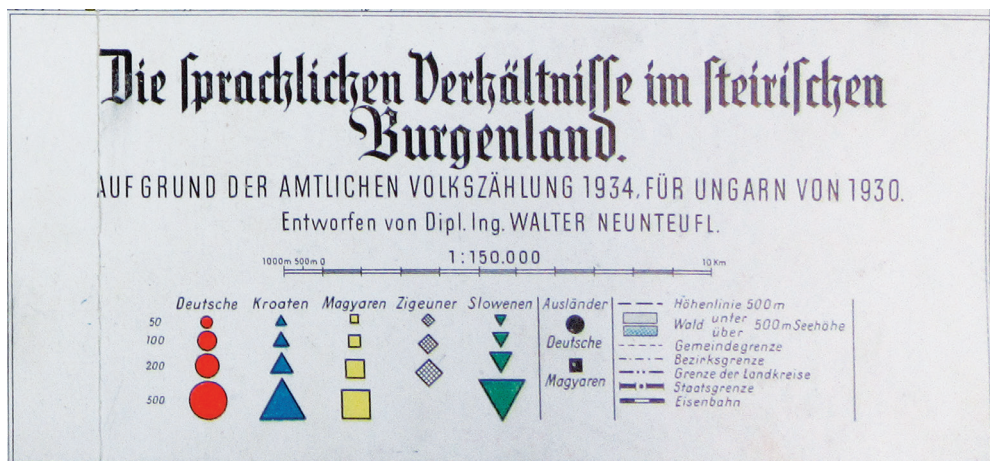 Die sprachlichen Verhältnisse im steirischen
Burgenland.
AUF GRUND DER AMTLICHEN VOLKSZÄHLUNG 1934, FÜR UNGARN VON 1930.
Entworfen von Dipl. Ing. WALTER NEUNTEUFL.
1:150.000
1000m 500m 0 10 Km
Deutsche Kroaten Magyaren Zigeuner Slowenen
50
100
200
500
Ausländer
Deutsche
Magyaren
Höhenlinie 500m
Wald unter über 500m Seehöhe
Gemeindegrenze
Bezirksgrenze
Grenze der Landkreise
Staatsgrenze
Eisenbahn